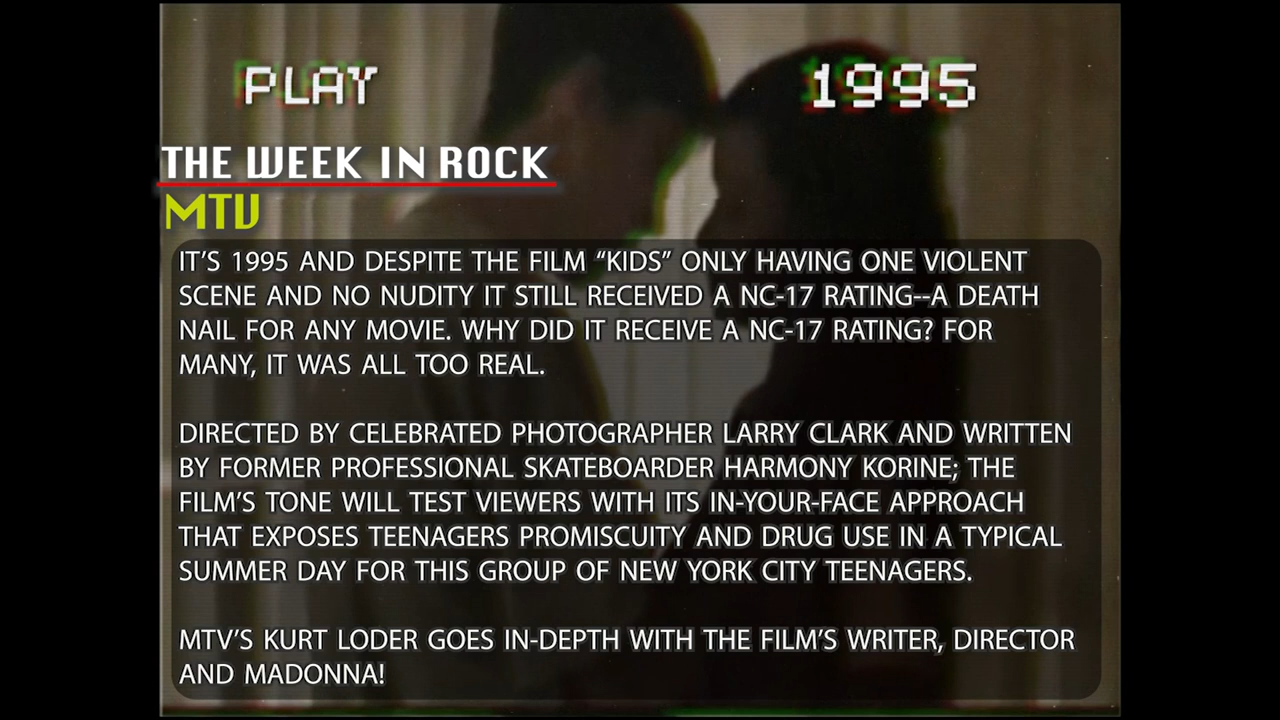 PLAY
1995
THE WEEK IN ROCK
MTV
IT'S 1995 AND DESPITE THE FILM “KIDS” ONLY HAVING ONE VIOLENT
SCENE AND NO NUDITY IT STILL RECEIVED A NC-17 RATING--A DEATH
NAIL FOR ANY MOVIE. WHY DID IT RECEIVE A NC-17 RATING? FOR
MANY, IT WAS ALL TOO REAL.
DIRECTED BY CELEBRATED PHOTOGRAPHER LARRY CLARK AND WRITTEN
BY FORMER PROFESSIONAL SKATEBOARDER HARMONY KORINE; THE
FILM'S TONE WILL TEST VIEWERS WITH ITS IN-YOUR-FACE APPROACH
THAT EXPOSES TEENAGERS PROMISCUITY AND DRUG USE IN A TYPICAL
SUMMER DAY FOR THIS GROUP OF NEW YORK CITY TEENAGERS.
MTV'S KURT LODER GOES IN-DEPTH WITH THE FILM'S WRITER, DIRECTOR
AND MADONNA!